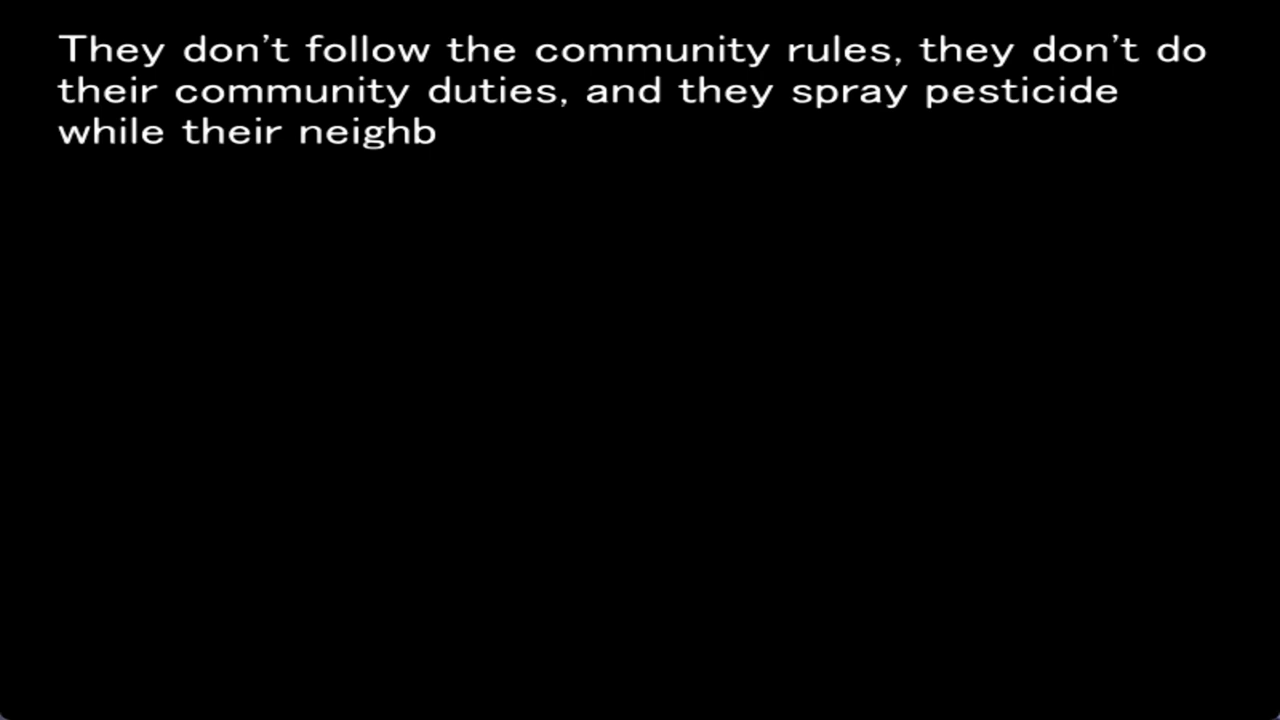 They don’t follow the community rules, they don’t do
their community duties, and they spray pesticide
while their neighb